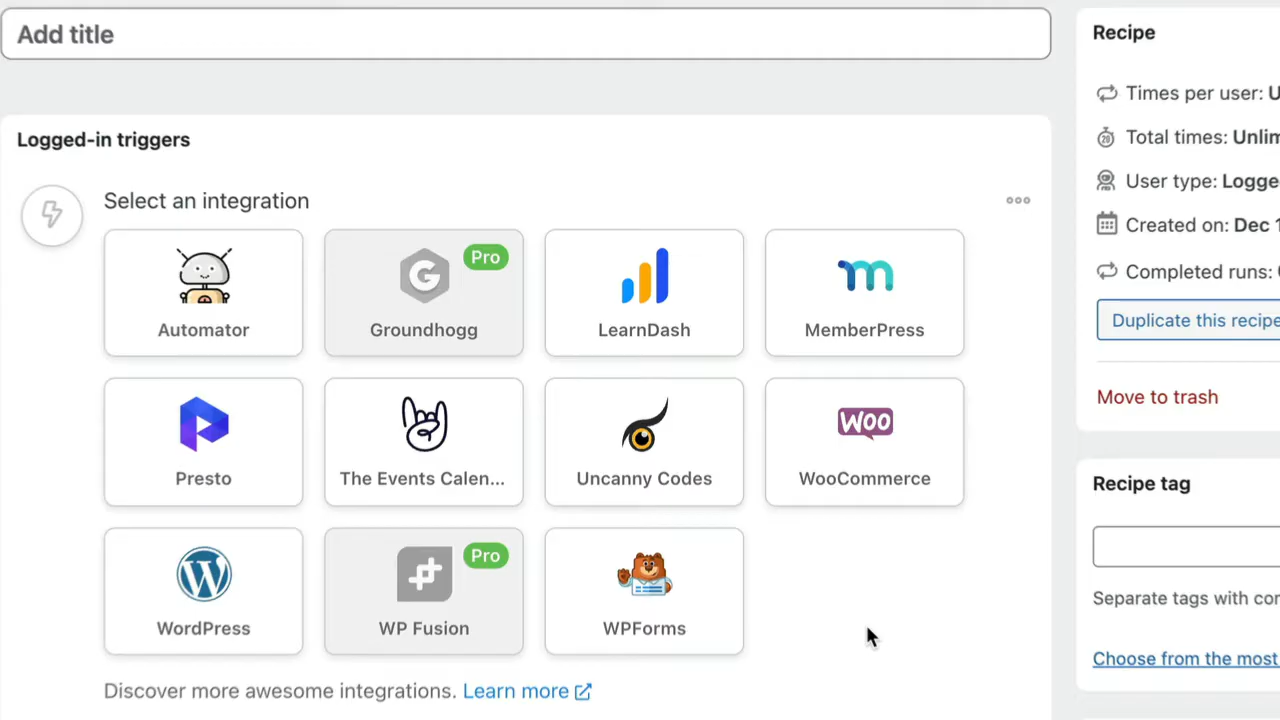 Add title
Logged-in triggers
Select an integration
Automator
Pro
Groundhogg
LearnDash
MemberPress
Presto
The Events Calen...
Uncanny Codes
WOO
WooCommerce
WordPress
Pro
WP Fusion
WPForms
Discover more awesome integrations. Learn more
Recipe
Times per user: U
20
Total times: Unlim
User type: Logge
Created on: Dec 1
Completed runs:
Duplicate this recipe
Move to trash
Recipe tag
Separate tags with co
Choose from the most